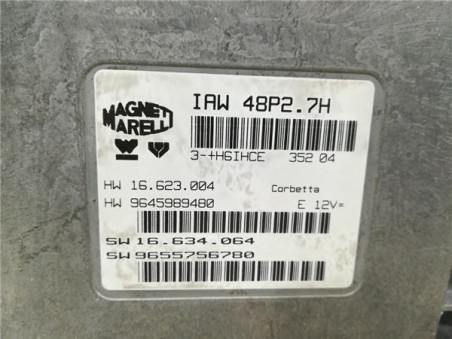 MAGNETI
MARELLI
IAW 48P2.7H
3-+H6IHCE 352 04
HW 16.623.004 Corbetta
HW 9645989480 E 12V=
SW 16.634.064
SW 9655756780